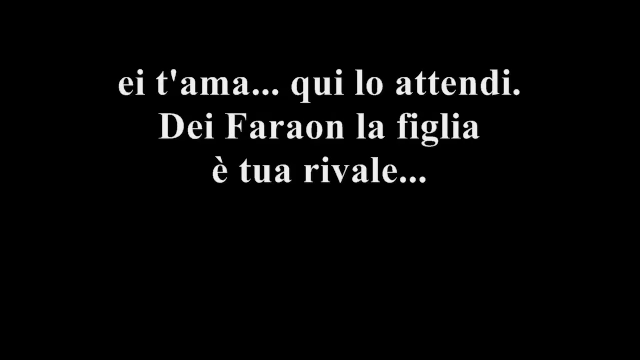 ei t'ama... qui lo attendi.
Dei Faraon la figlia
è tua rivale...